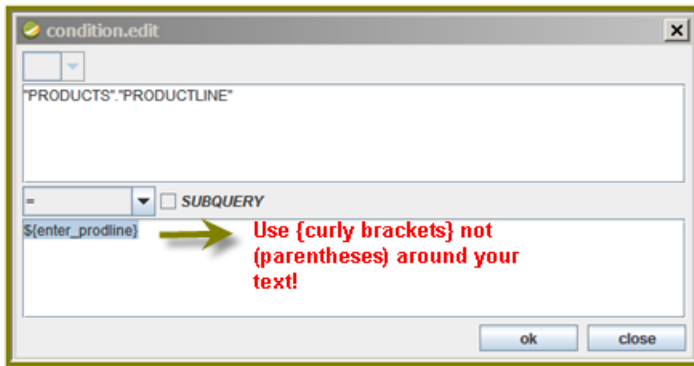 condition.edit
"PRODUCTS"."PRODUCTLINE"
= SUBQUERY
${enter_prodline}
Use {curly brackets} not
(parentheses) around your
text!
ok close